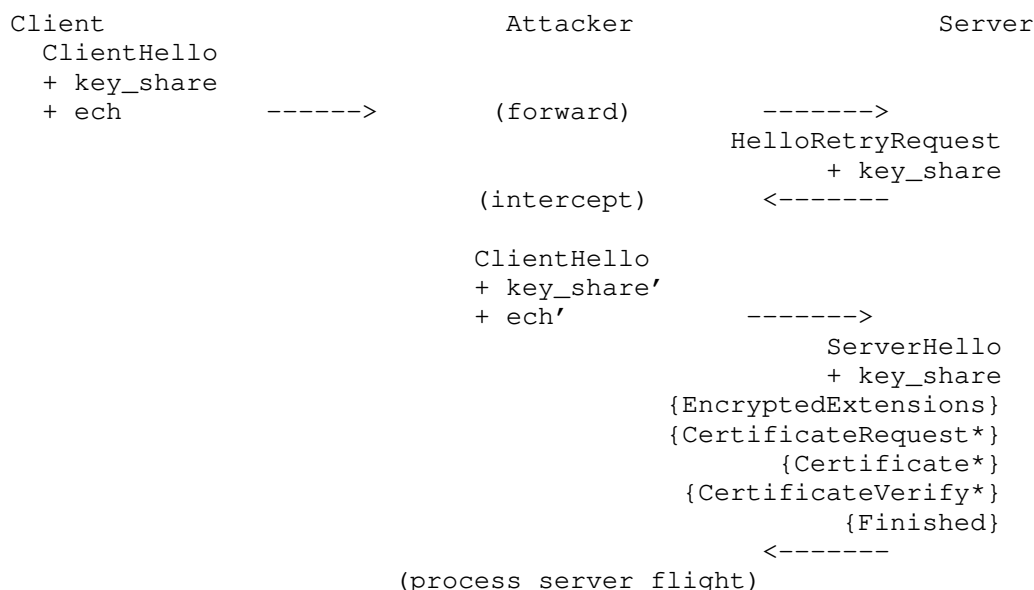 Client Attacker Server
ClientHello
+ key_share
+ ech ------> (forward) ------->
HelloRetryRequest
+ key_share
(intercept) <-------
ClientHello
+ key_share'
+ ech' ------->
ServerHello
+ key_share
{EncryptedExtensions}
{CertificateRequest*}
{Certificate*}
{CertificateVerify*}
{Finished}
<-------
(process server flight)